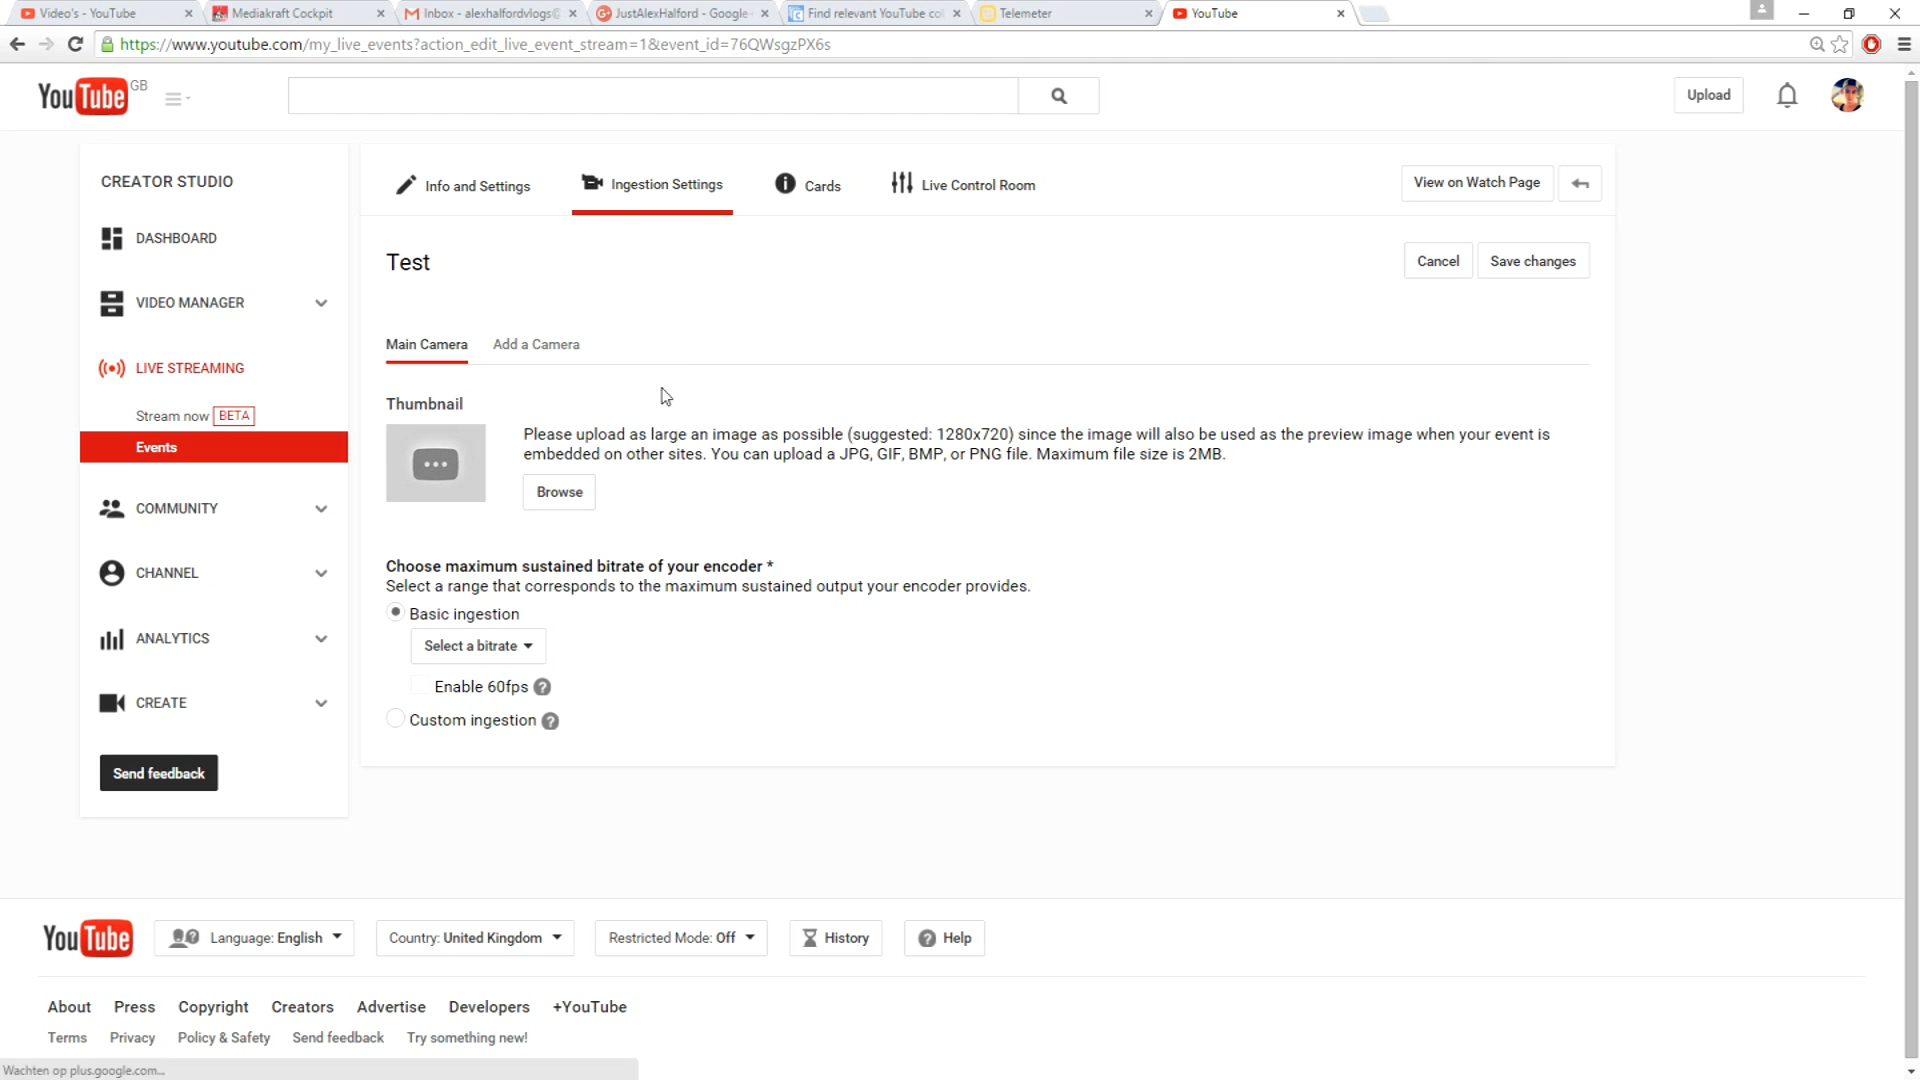 Video's - YouTube
Mediakraft Cockpit
Inbox - alexhalfordvlogs@
JustAlexHalford - Google
Find relevant YouTube co
Telemeter
YouTube
https://www.youtube.com/my_live_events?action_edit_live_event_stream=1&event_id=76QWsgzPX6s
YouTube GB
Upload
CREATOR STUDIO
DASHBOARD
VIDEO MANAGER
LIVE STREAMING
Stream now BETA
Events
COMMUNITY
CHANNEL
ANALYTICS
CREATE
Send feedback
Info and Settings
Ingestion Settings
Cards
Live Control Room
View on Watch Page
Test
Cancel
Save changes
Main Camera
Add a Camera
Thumbnail
Please upload as large an image as possible (suggested: 1280x720) since the image will also be used as the preview image when your event is
embedded on other sites. You can upload a JPG, GIF, BMP, or PNG file. Maximum file size is 2MB.
Browse
Choose maximum sustained bitrate of your encoder *
Select a range that corresponds to the maximum sustained output your encoder provides.
Basic ingestion
Select a bitrate
Enable 60fps ?
Custom ingestion ?
YouTube
Language: English
Country: United Kingdom
Restricted Mode: Off
History
Help
About Press Copyright Creators Advertise Developers +YouTube
Terms Privacy Policy & Safety Send feedback Try something new!
Wachten op plus.google.com...